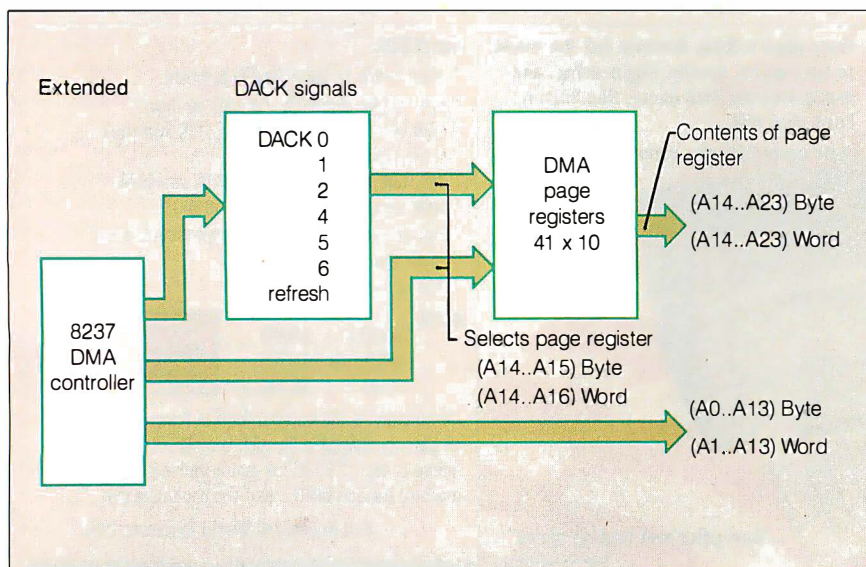 Extended
DACK signals
DACK 0
1
2
4
5
6
refresh
8237
DMA
controller
DMA
page
registers
41 x 10
Contents of page
register
(A14..A23) Byte
(A14..A23) Word
Selects page register
(A14..A15) Byte
(A14..A16) Word
(A0..A13) Byte
(A1..A13) Word